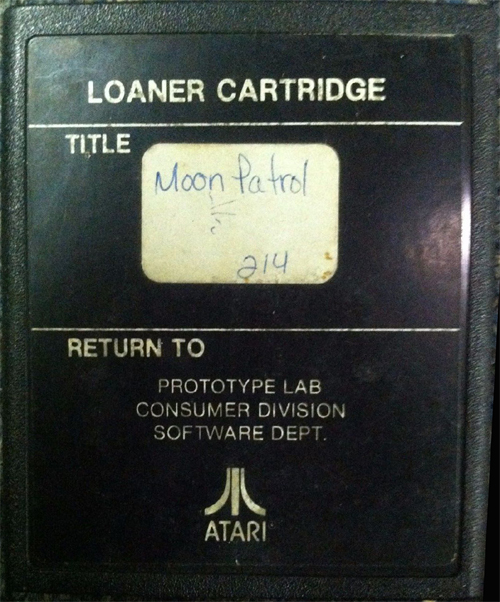 LOANER CARTRIDGE
TITLE
Moon Patrol
214
RETURN TO
PROTOTYPE LAB
CONSUMER DIVISION
SOFTWARE DEPT.
ATARI